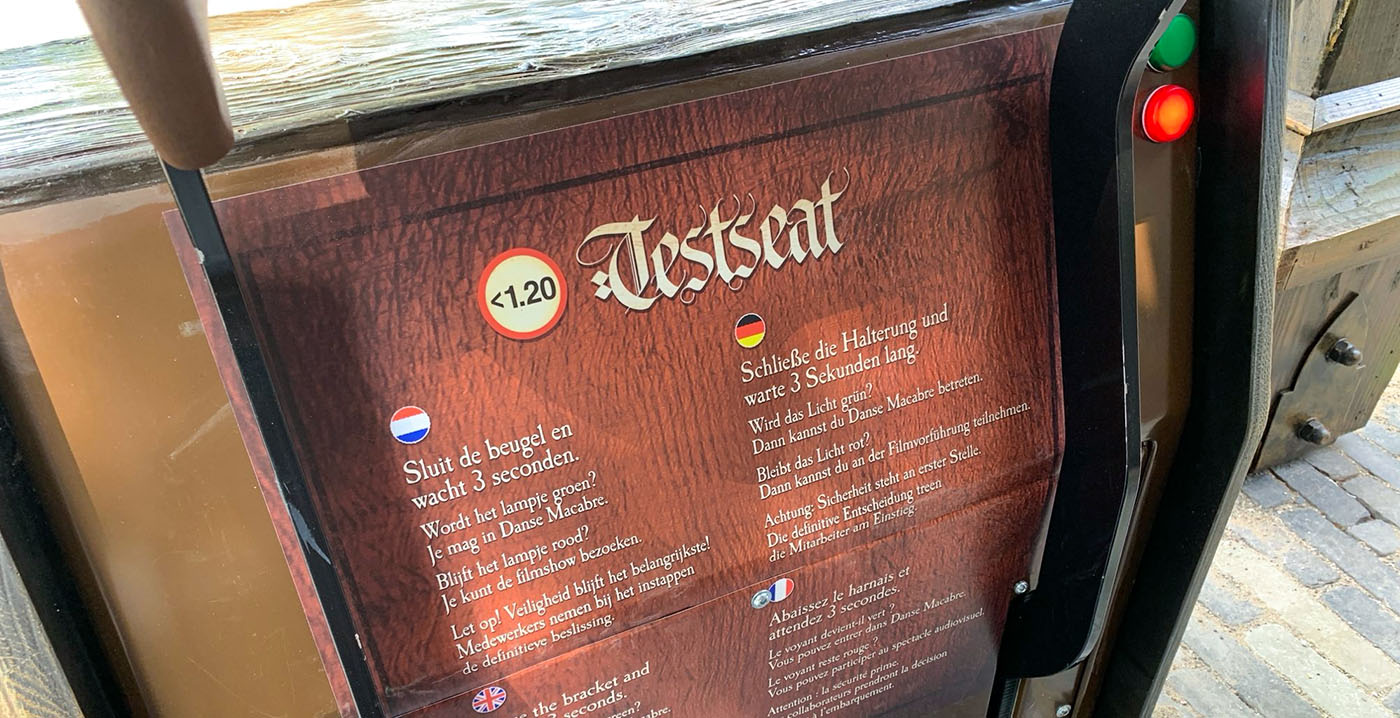 Testseat
<1.20
Sluit de beugel en
wacht 3 seconden.
Wordt het lampje groen?
Je mag in Danse Macabre.
Blijft het lampje rood?
Je kunt de filmshow bezoeken.
Let op! Veiligheid blijft het belangrijkste!
Medewerkers nemen bij het instappen
de definitieve beslissing.
Schließe die Halterung und
warte 3 Sekunden lang.
Wird das Licht grün?
Dann kannst du Danse Macabre betreten.
Bleibt das Licht rot?
Dann kannst du an der Filmvorführung teilnehmen.
Achtung: Sicherheit steht an erster Stelle.
Die definitive Entscheidung treen
die Mitarbeiter am Einstieg.
the bracket and
seconds.
Abaissez le harnais et
attendez 3 secondes.
Le voyant devient-il vert ?
Vous pouvez entrer dans Danse Macabre.
Le voyant reste rouge ?
Vous pouvez participer au spectacle audiovisuel.
Attention : la sécurité prime.
collaborateurs prendront la décision
l'embarquement.